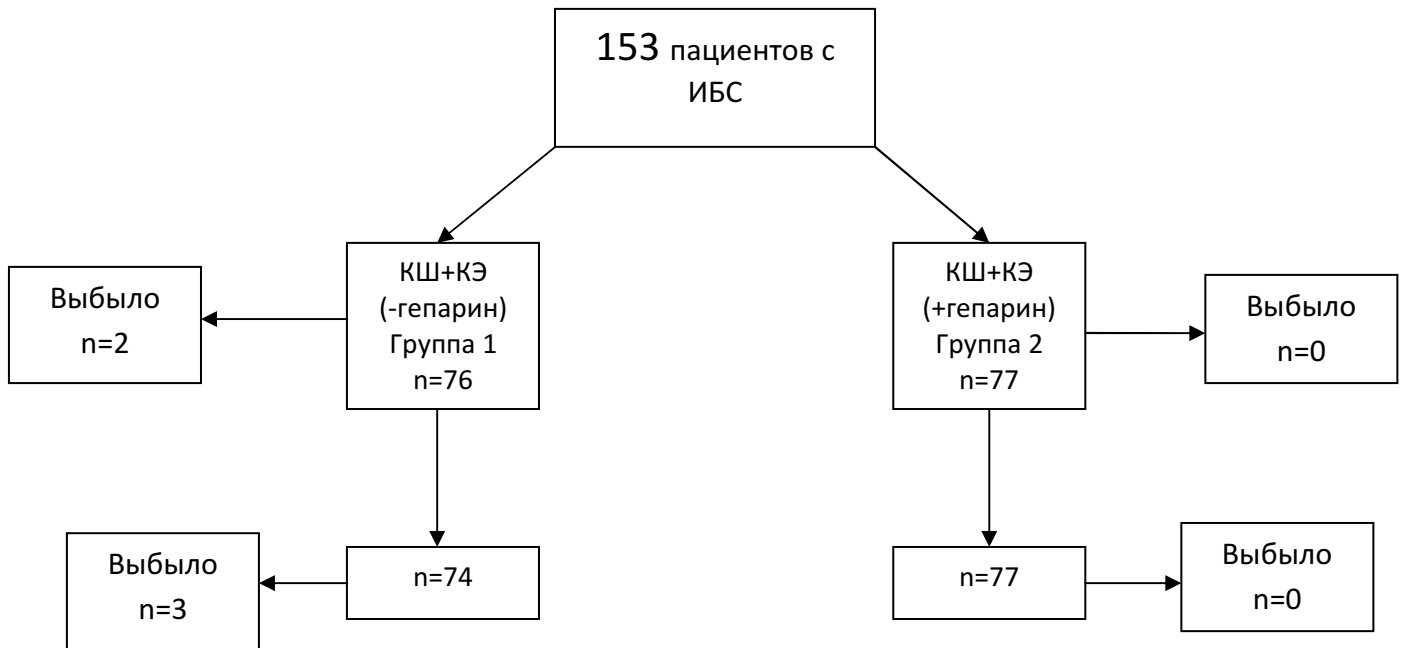 153 пациентов с
ИБС
КШ+КЭ
(-гепарин)
Группа 1
n=76
КШ+КЭ
(+гепарин)
Группа 2
n=77
Выбыло
n=2
Выбыло
n=0
Выбыло
n=3
n=74
n=77
Выбыло
n=0